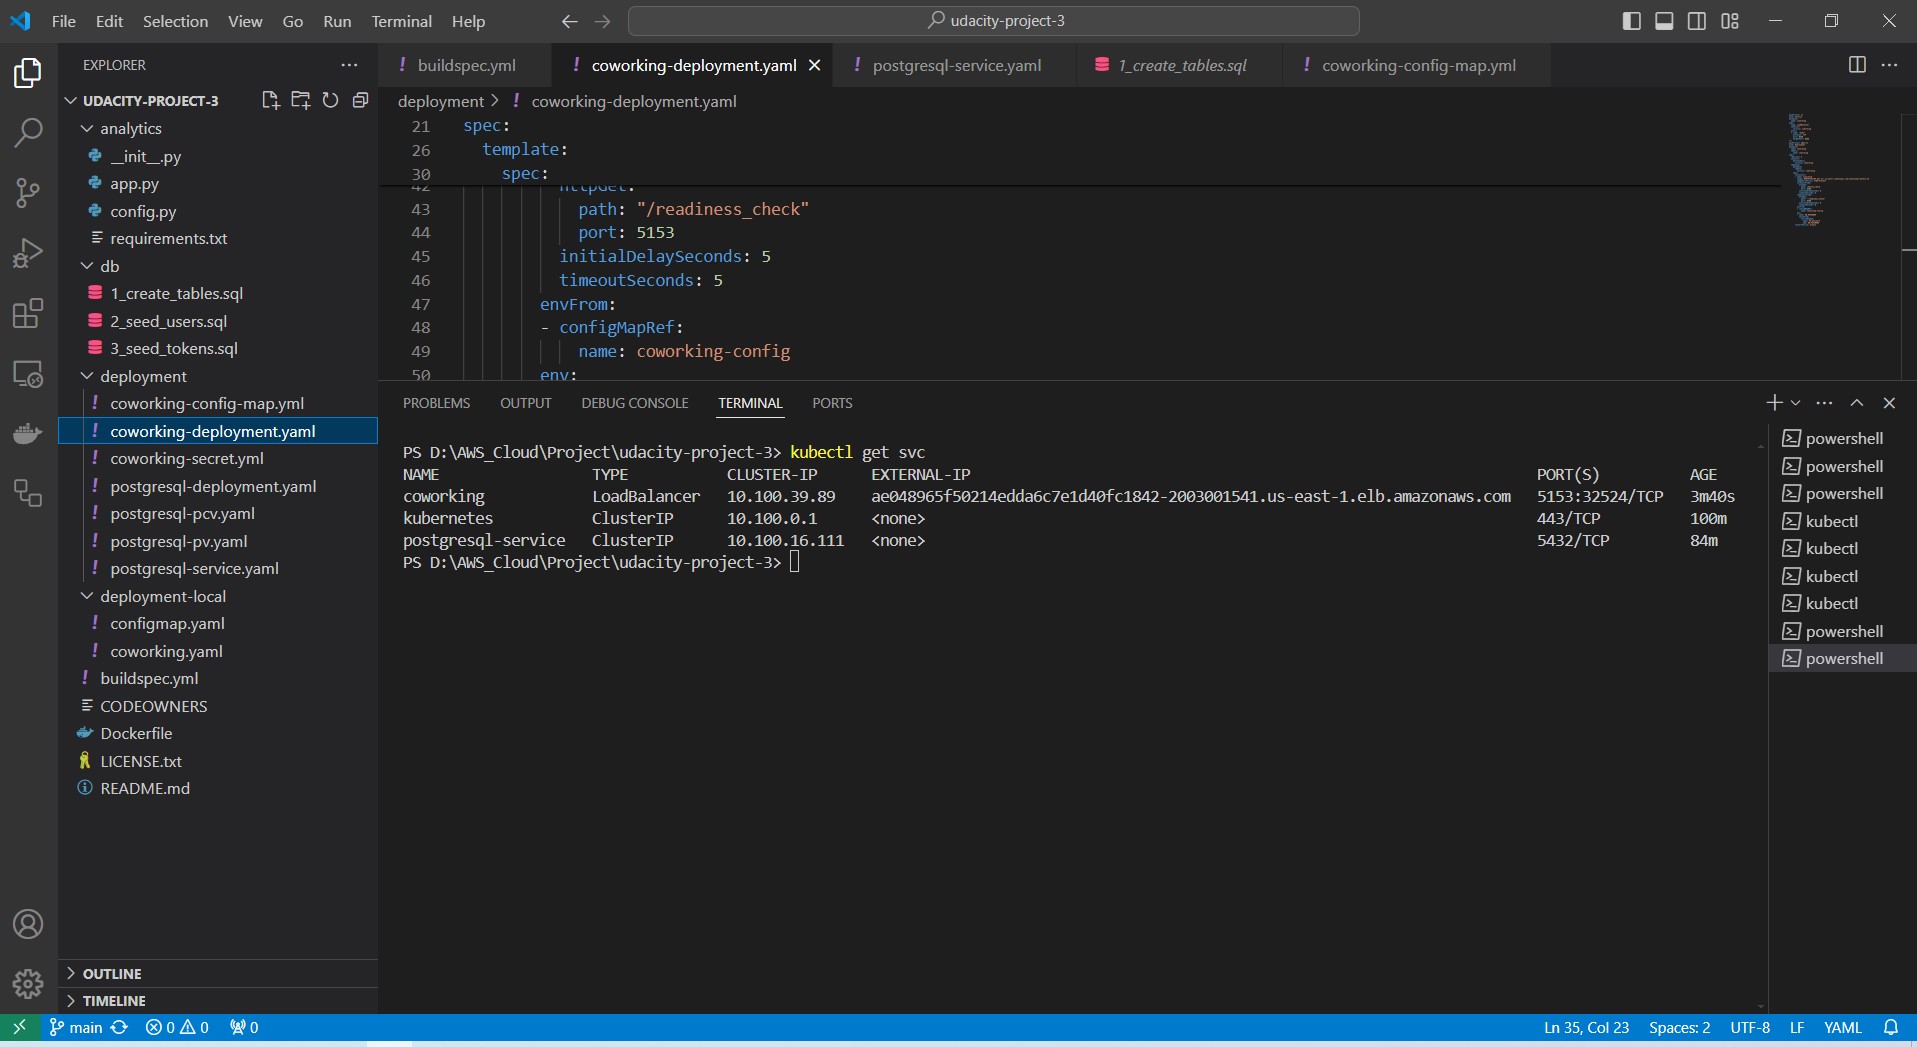 File Edit Selection View Go Run Terminal Help
udacity-project-3
EXPLORER
UDACITY-PROJECT-3
analytics
__init__.py
app.py
config.py
requirements.txt
db
1_create_tables.sql
2_seed_users.sql
3_seed_tokens.sql
deployment
coworking-config-map.yml
coworking-deployment.yaml
coworking-secret.yml
postgresql-deployment.yaml
postgresql-pcv.yaml
postgresql-pv.yaml
postgresql-service.yaml
deployment-local
configmap.yaml
coworking.yaml
buildspec.yml
CODEOWNERS
Dockerfile
LICENSE.txt
README.md
OUTLINE
TIMELINE
buildspec.yml coworking-deployment.yaml postgresql-service.yaml 1_create_tables.sql coworking-config-map.yml
deployment > coworking-deployment.yaml
21 spec:
26 template:
30 spec:
42 httpGet:
43 path: "/readiness_check"
44 port: 5153
45 initialDelaySeconds: 5
46 timeoutSeconds: 5
47 envFrom:
48 - configMapRef:
49 name: coworking-config
50 env:
PROBLEMS OUTPUT DEBUG CONSOLE TERMINAL PORTS
PS D:\AWS_Cloud\Project\udacity-project-3> kubectl get svc
NAME TYPE CLUSTER-IP EXTERNAL-IP PORT(S) AGE
coworking LoadBalancer 10.100.39.89 ae048965f50214edda6c7e1d40fc1842-2003001541.us-east-1.elb.amazonaws.com 5153:32524/TCP 3m40s
kubernetes ClusterIP 10.100.0.1 <none> 443/TCP 100m
postgresql-service ClusterIP 10.100.16.111 <none> 5432/TCP 84m
PS D:\AWS_Cloud\Project\udacity-project-3>
powershell
powershell
powershell
kubectl
kubectl
kubectl
kubectl
powershell
powershell
main 0 0 0 Ln 35, Col 23 Spaces: 2 UTF-8 LF YAML